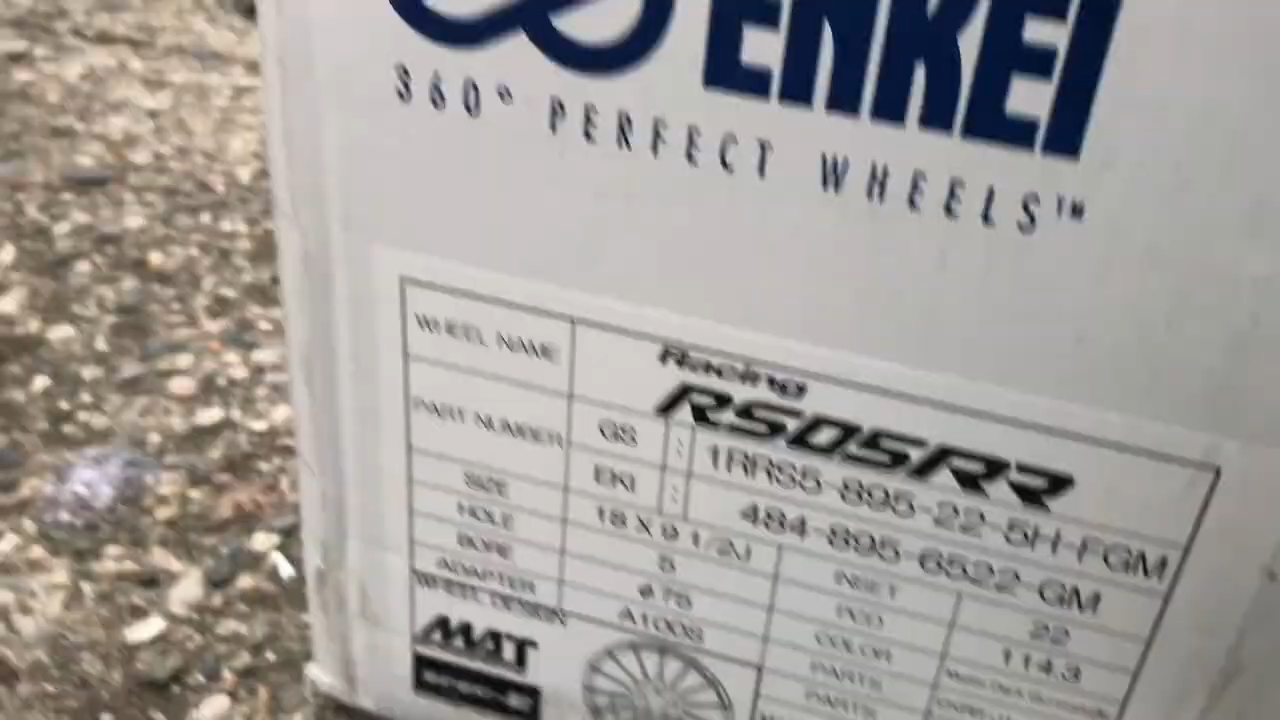 ENKEI
360° PERFECT WHEELS™
WHEEL NAME
Racing
RS05RR
PART NUMBER
GS : 1RRS5-895-22-5H-FGM
EKI : 484-895-6522-GM
SIZE 18 X 9 1/2J INSET 22
HOLE 5 PCD 114.3
BORE ø75 COLOR
ADAPTER A100S PARTS
WHEEL DESIGN PARTS
MAT